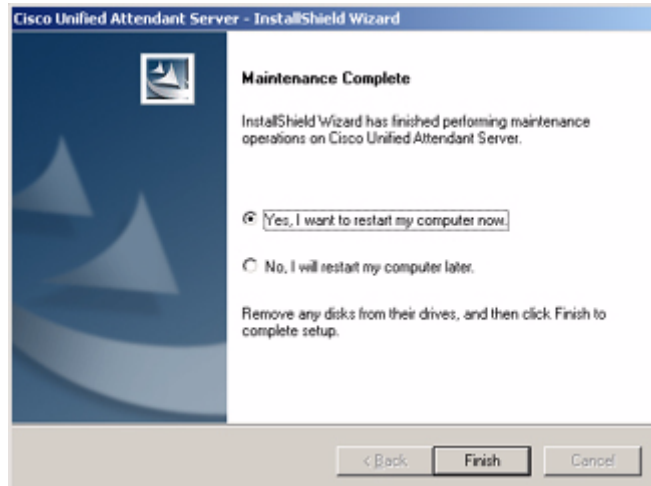 Cisco Unified Attendant Server - InstallShield Wizard
Maintenance Complete
InstallShield Wizard has finished performing maintenance
operations on Cisco Unified Attendant Server.
Yes, I want to restart my computer now.
No, I will restart my computer later.
Remove any disks from their drives, and then click Finish to
complete setup.
< Back
Finish
Cancel